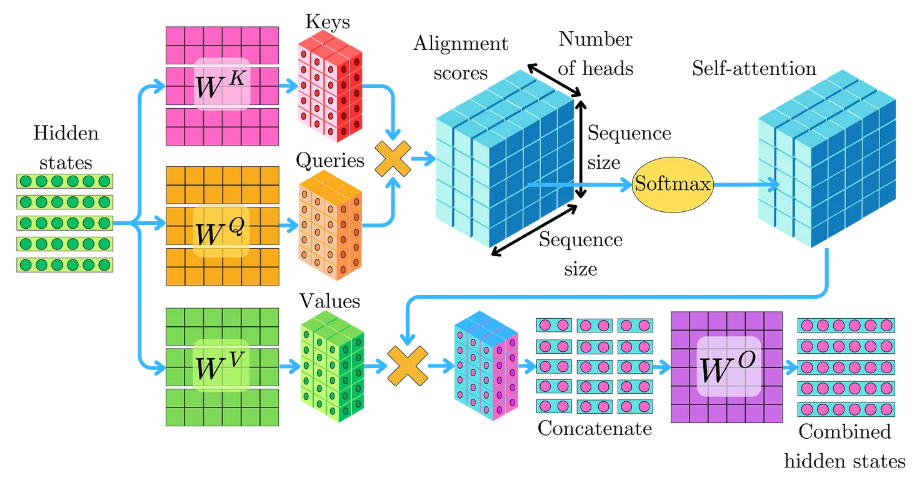 Keys
Alignment
scores
Number
of heads
Self-attention
W^K
Hidden
states
Sequence
size
Queries
Softmax
W^Q
Sequence
size
Values
W^V
W^O
Concatenate
Combined
hidden states